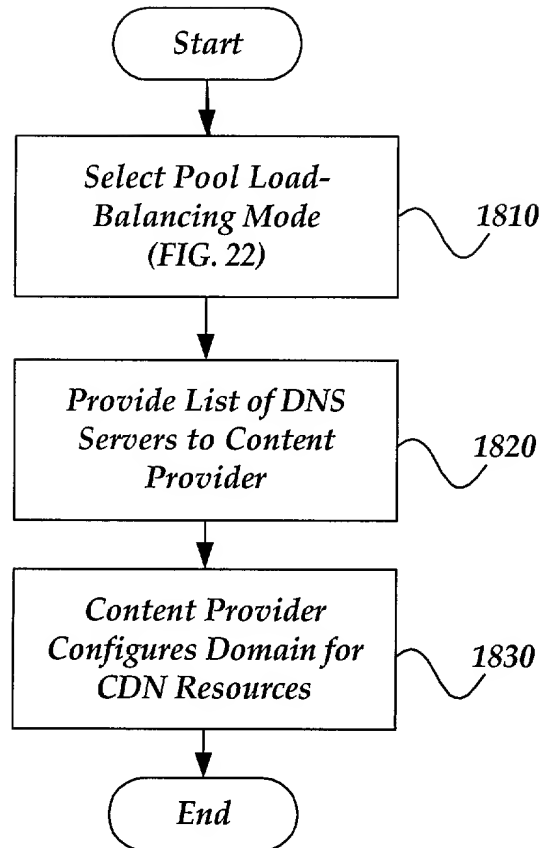 Start
Select Pool Load-
Balancing Mode
(FIG. 22)
1810
Provide List of DNS
Servers to Content
Provider
1820
Content Provider
Configures Domain for
CDN Resources
1830
End